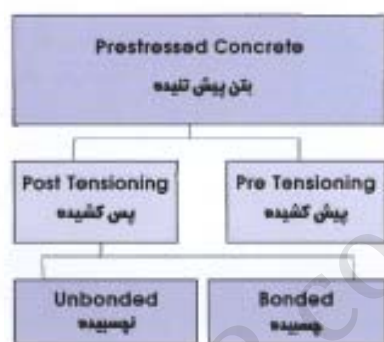 Prestressed Concrete
بتن پیش تنیده
Post Tensioning
پس کشیده
Pre Tensioning
پیش کشیده
Unbonded
نچسبیده
Bonded
چسبیده